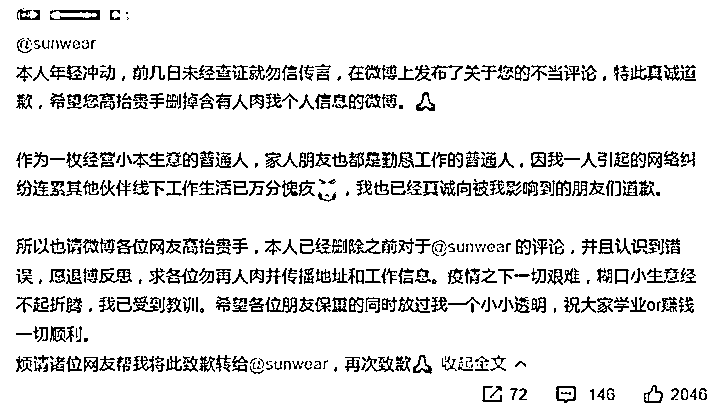 @sunwear
本人年轻冲动，前几日未经查证就勿信传言，在微博上发布了关于您的不当评论，特此真诚道
歉，希望您高抬贵手删掉含有人肉我个人信息的微博。
作为一枚经营小本生意的普通人，家人朋友也都是勤恳工作的普通人，因我一人引起的网络纠
纷连累其他伙伴线下工作生活已万分愧疚，我也已经真诚向被我影响到的朋友们道歉。
所以也请微博各位网友高抬贵手，本人已经删除之前对于@sunwear 的评论，并且认识到错
误，愿退博反思，求各位勿再人肉并传播地址和工作信息。疫情之下一切艰难，糊口小生意经
不起折腾，我已受到教训。希望各位朋友保重的同时放过我一个小小透明，祝大家学业or赚钱
一切顺利。
烦请诸位网友帮我将此致歉转给@sunwear，再次致歉 收起全文
72 146 2046